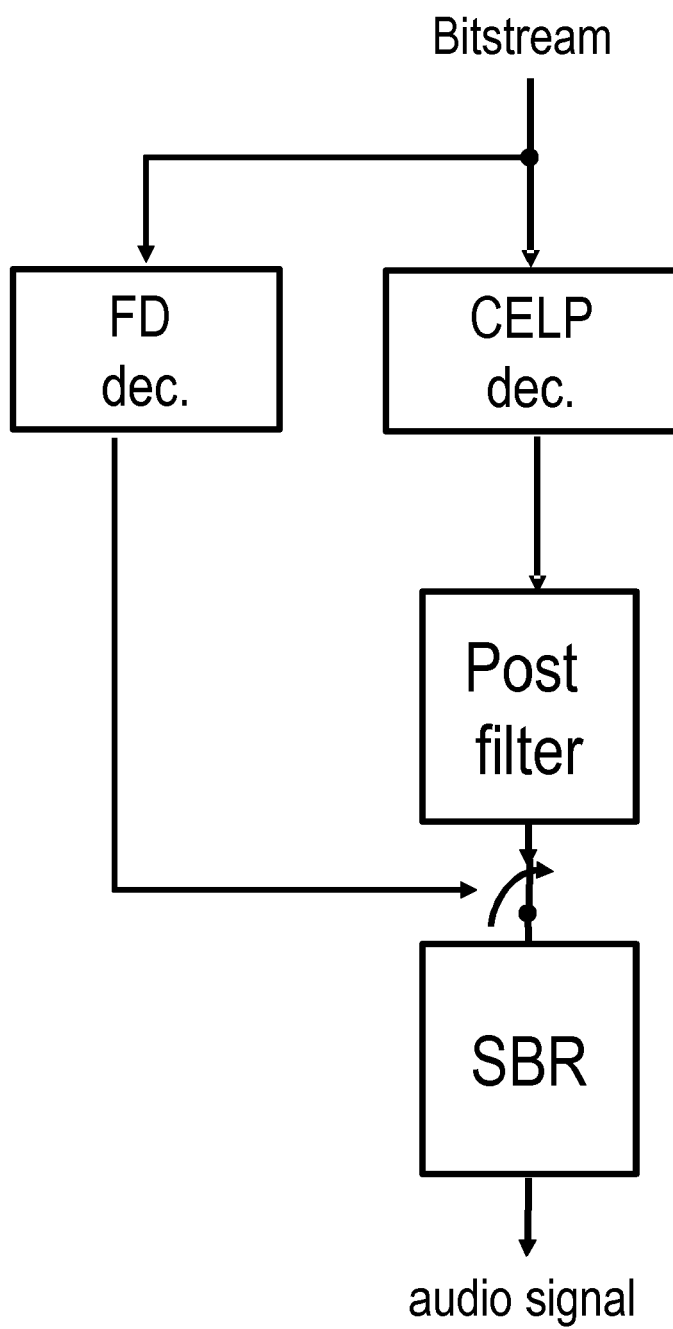 Bitstream
FD
dec.
CELP
dec.
Post
filter
SBR
audio signal